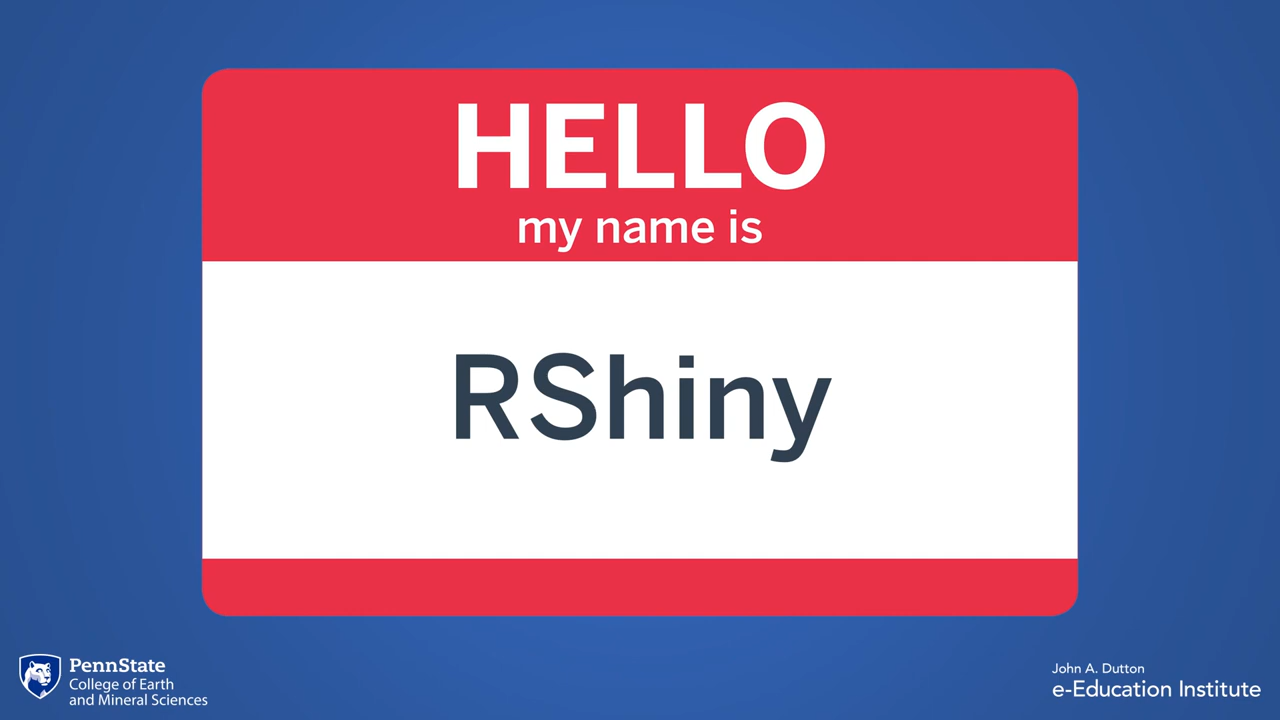 HELLO
my name is
RShiny
PennState
College of Earth
and Mineral Sciences
John A. Dutton
e-Education Institute